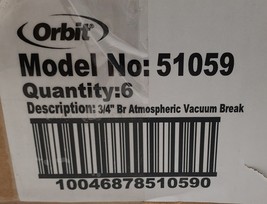 Orbit®
Model No: 51059
Quantity:6
Description: 3/4" Br Atmospheric Vacuum Break
10046878510590